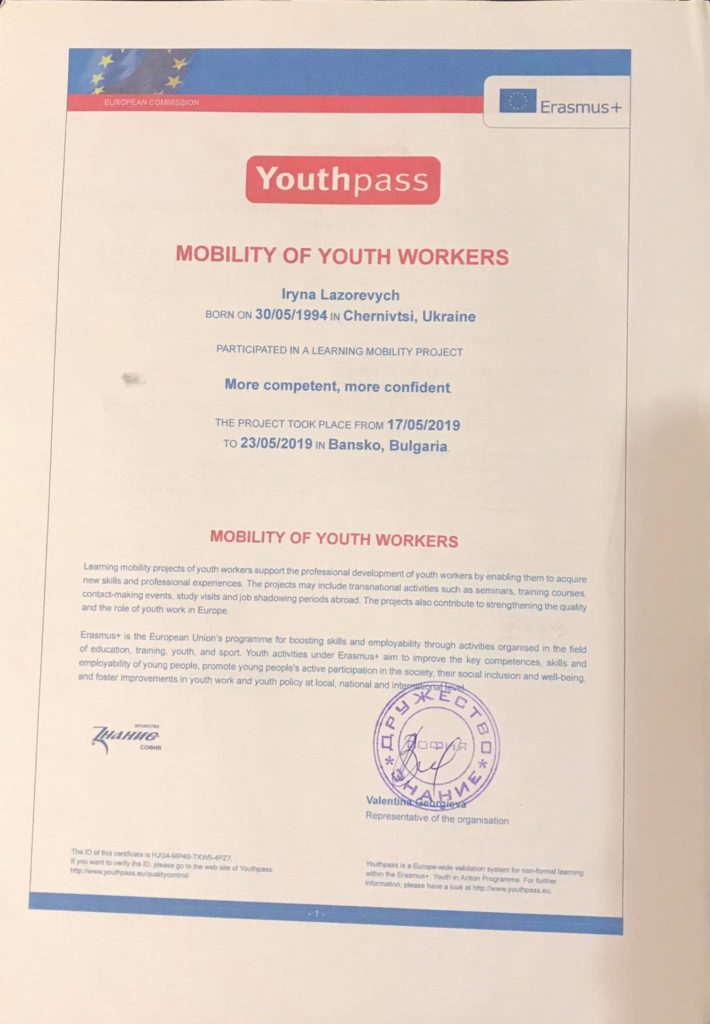 EUROPEAN COMMISSION
Erasmus+
Youthpass
MOBILITY OF YOUTH WORKERS
Iryna Lazorevych
BORN ON 30/05/1994 IN Chernivtsi, Ukraine
PARTICIPATED IN A LEARNING MOBILITY PROJECT
More competent, more confident.
THE PROJECT TOOK PLACE FROM 17/05/2019
TO 23/05/2019 IN Bansko, Bulgaria.
MOBILITY OF YOUTH WORKERS
Learning mobility projects of youth workers support the professional development of youth workers by enabling them to acquire
new skills and professional experiences. The projects may include transnational activities such as seminars, training courses,
contact-making events, study visits and job shadowing periods abroad. The projects also contribute to strengthening the quality
and the role of youth work in Europe.
Erasmus+ is the European Union's programme for boosting skills and employability through activities organised in the field
of education, training, youth, and sport. Youth activities under Erasmus+ aim to improve the key competences, skills and
employability of young people, promote young people's active participation in the society, their social inclusion and well-being,
and foster improvements in youth work and youth policy at local, national and international level.
ДРУЖЕСТВО
Знание
СОФИЯ
ДРУЖЕСТВО
СОФИЯ
ЗНАНИЕ
Valentina Georgieva
Representative of the organisation
The ID of this certificate is HJG4-MP4B-TXW5-4PZ7.
If you want to verify the ID, please go to the web site of Youthpass:
http://www.youthpass.eu/qualitycontrol/
Youthpass is a Europe-wide validation system for non-formal learning
within the Erasmus+ Youth in Action Programme. For further
information, please have a look at http://www.youthpass.eu.
- 1 -